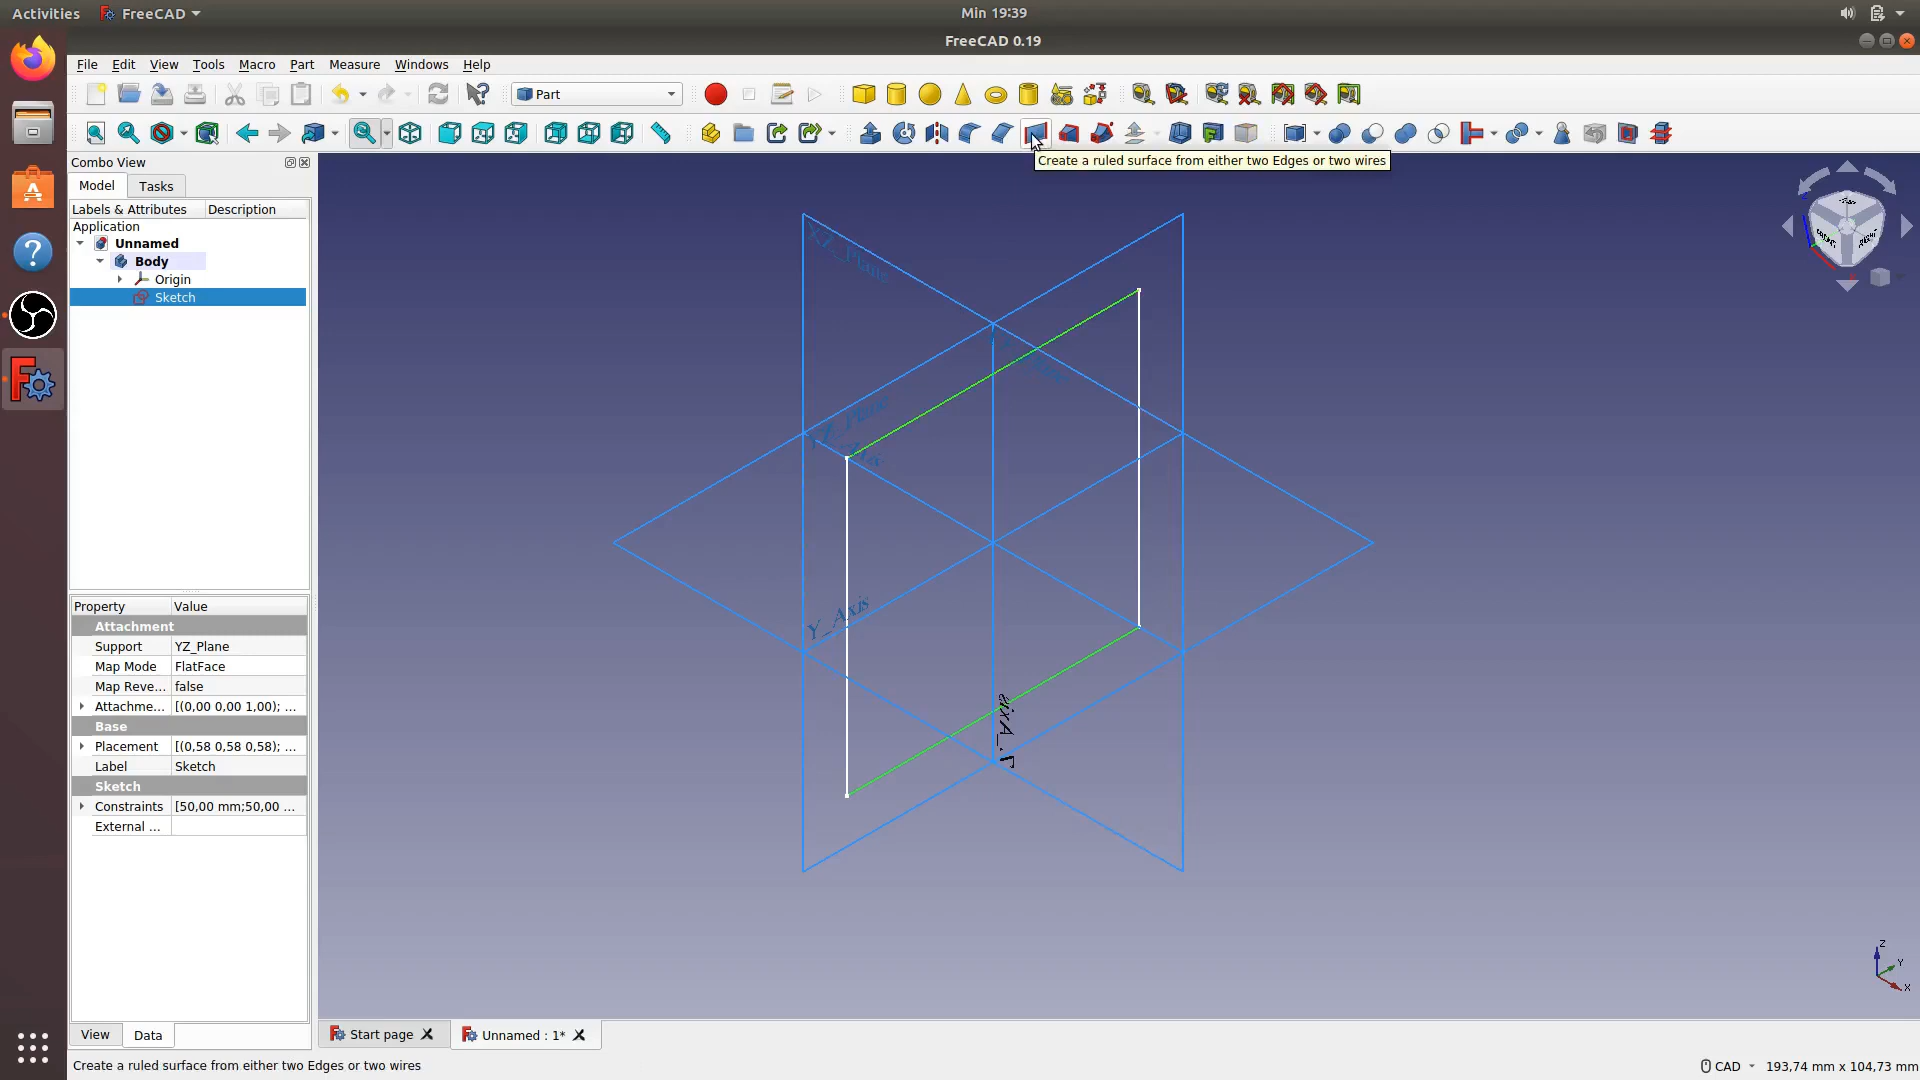 Activities
FreeCAD
Min 19:39
FreeCAD 0.19
File Edit View Tools Macro Part Measure Windows Help
Part
Combo View
Create a ruled surface from either two Edges or two wires
Model Tasks
Labels & Attributes Description
Application
Unnamed
Body
Origin
Sketch
XZ_Plane
YZ_Plane
Y_Axis
Z_Axis
Property Value
Attachment
Support YZ_Plane
Map Mode FlatFace
Map Reve... false
Attachme... [(0,00 0,00 1,00); ...
Base
Placement [(0,58 0,58 0,58); ...
Label Sketch
Sketch
Constraints [50,00 mm;50,00 ...
External ...
Z
Y
X
View Data
Start page
Unnamed : 1*
Create a ruled surface from either two Edges or two wires
CAD
193,74 mm x 104,73 mm